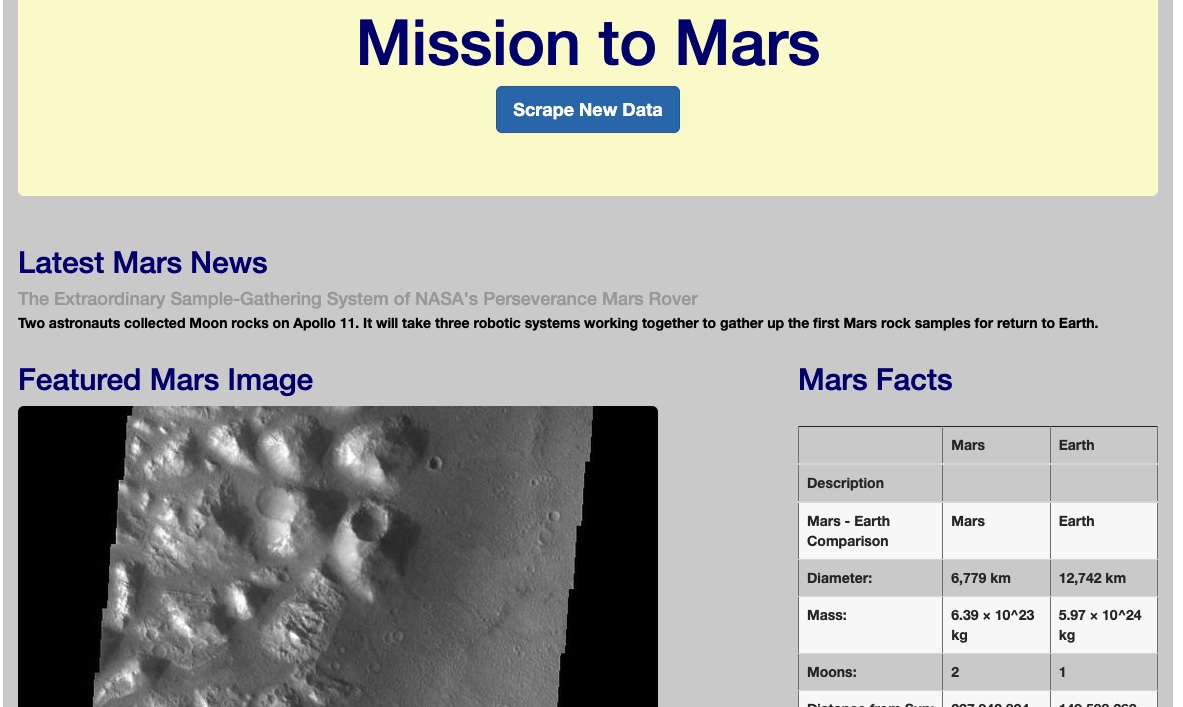 Mission to Mars
Scrape New Data
Latest Mars News
The Extraordinary Sample-Gathering System of NASA's Perseverance Mars Rover
Two astronauts collected Moon rocks on Apollo 11. It will take three robotic systems working together to gather up the first Mars rock samples for return to Earth.
Featured Mars Image
Mars Facts
Mars Earth
Description
Mars - Earth Comparison Mars Earth
Diameter: 6,779 km 12,742 km
Mass: 6.39 × 10^23 kg 5.97 × 10^24 kg
Moons: 2 1
Distance from Sun: